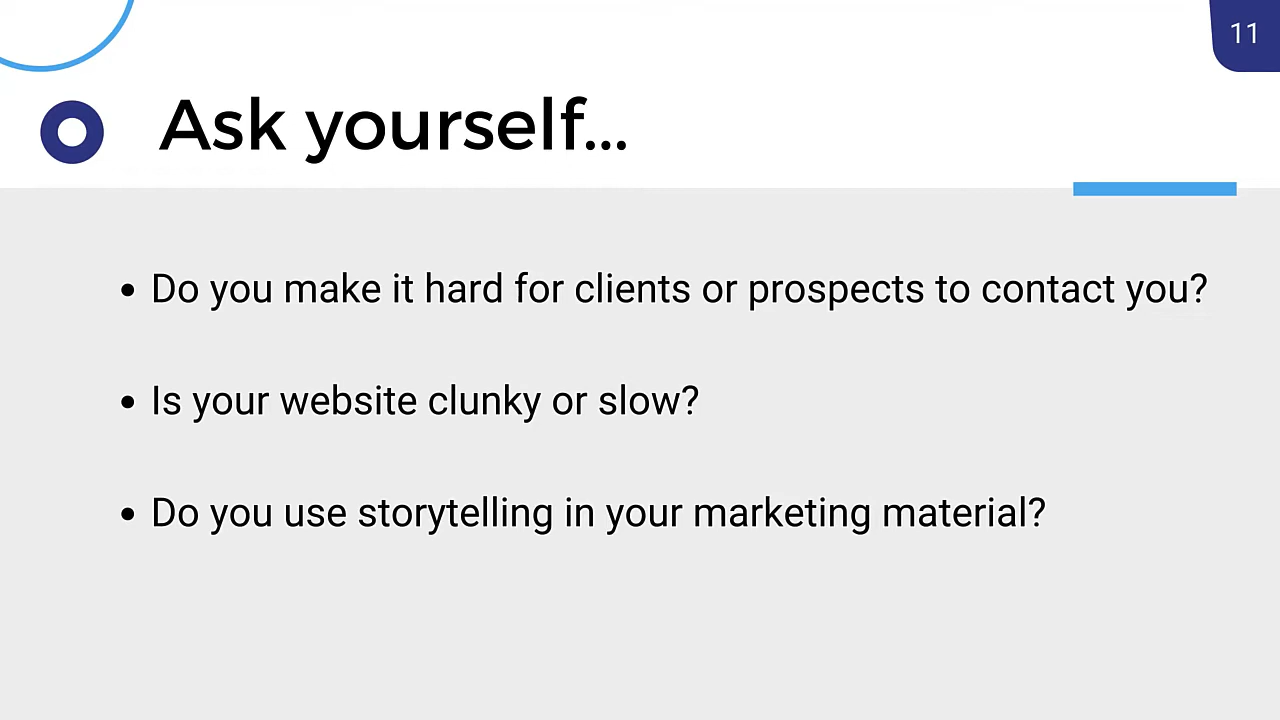 11
Ask yourself...
• Do you make it hard for clients or prospects to contact you?
• Is your website clunky or slow?
• Do you use storytelling in your marketing material?